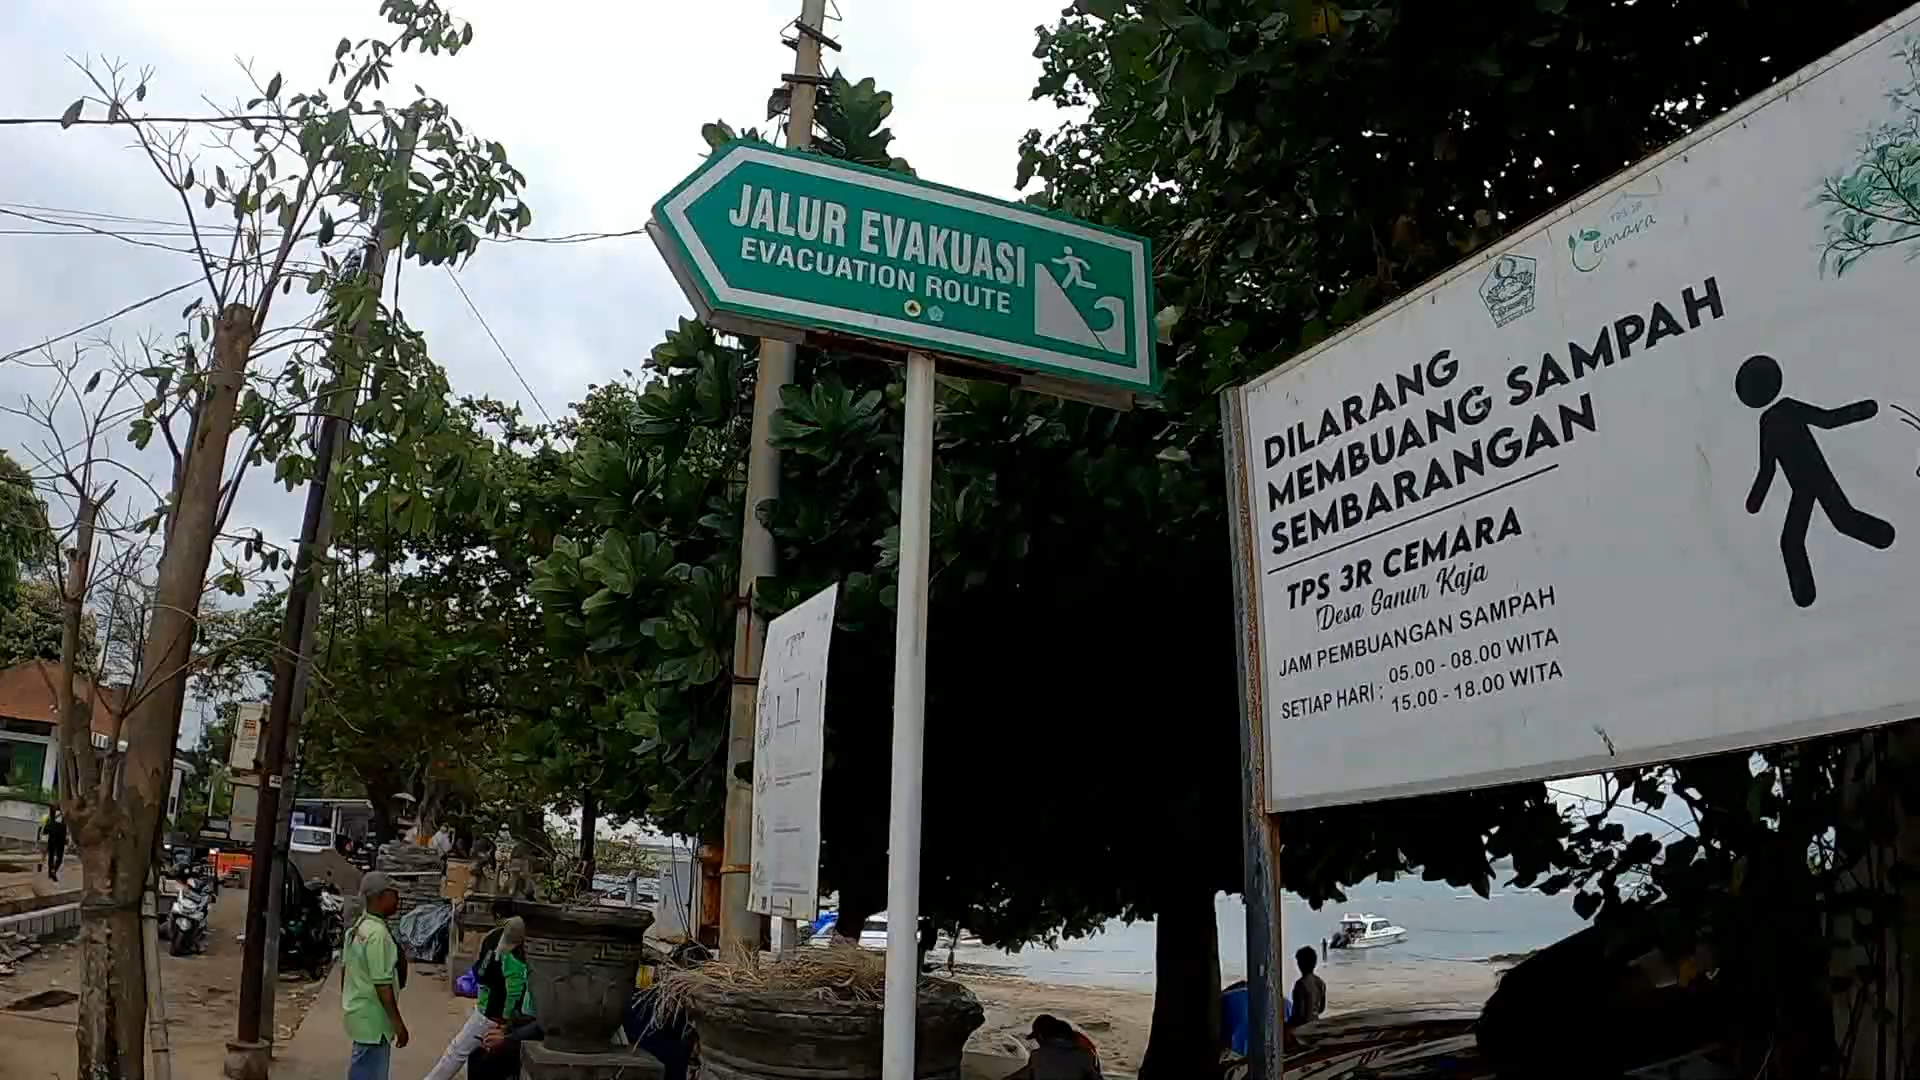 JALUR EVAKUASI
EVACUATION ROUTE
TPS 3R
Cemara
DILARANG
MEMBUANG SAMPAH
SEMBARANGAN
TPS 3R CEMARA
Desa Sanur Kaja
JAM PEMBUANGAN SAMPAH
SETIAP HARI : 05.00 - 08.00 WITA
15.00 - 18.00 WITA